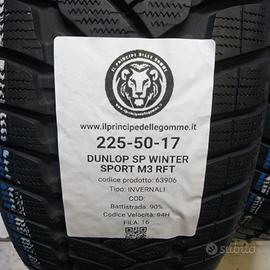 IL PRINCIPE DELLE GOMME
www.ilprincipedellegomme.it
225-50-17
DUNLOP SP WINTER
SPORT M3 RFT
codice prodotto: 63906
Tipo: INVERNALI
COD:
Battistrada: 90%
Codice Velocità: 94H
FILA: 16
subito